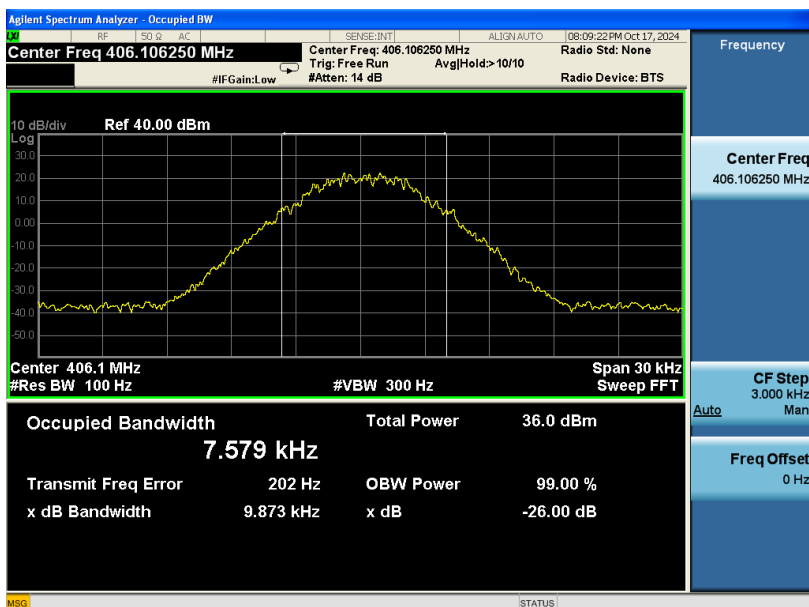 Agilent Spectrum Analyzer - Occupied BW
LXI RF 50 Ω AC SENSE:INT ALIGN AUTO 08:09:22 PM Oct 17, 2024
Center Freq 406.106250 MHz
Center Freq: 406.106250 MHz Radio Std: None
Trig: Free Run Avg|Hold:>10/10
#IFGain:Low #Atten: 14 dB Radio Device: BTS
10 dB/div Ref 40.00 dBm
Log
30.0
20.0
10.0
0.00
-10.0
-20.0
-30.0
-40.0
-50.0
Center 406.1 MHz Span 30 kHz
#Res BW 100 Hz #VBW 300 Hz Sweep FFT
Occupied Bandwidth Total Power 36.0 dBm
7.579 kHz
Transmit Freq Error 202 Hz OBW Power 99.00 %
x dB Bandwidth 9.873 kHz x dB -26.00 dB
MSG STATUS
Frequency
Center Freq
406.106250 MHz
CF Step
3.000 kHz
Auto Man
Freq Offset
0 Hz